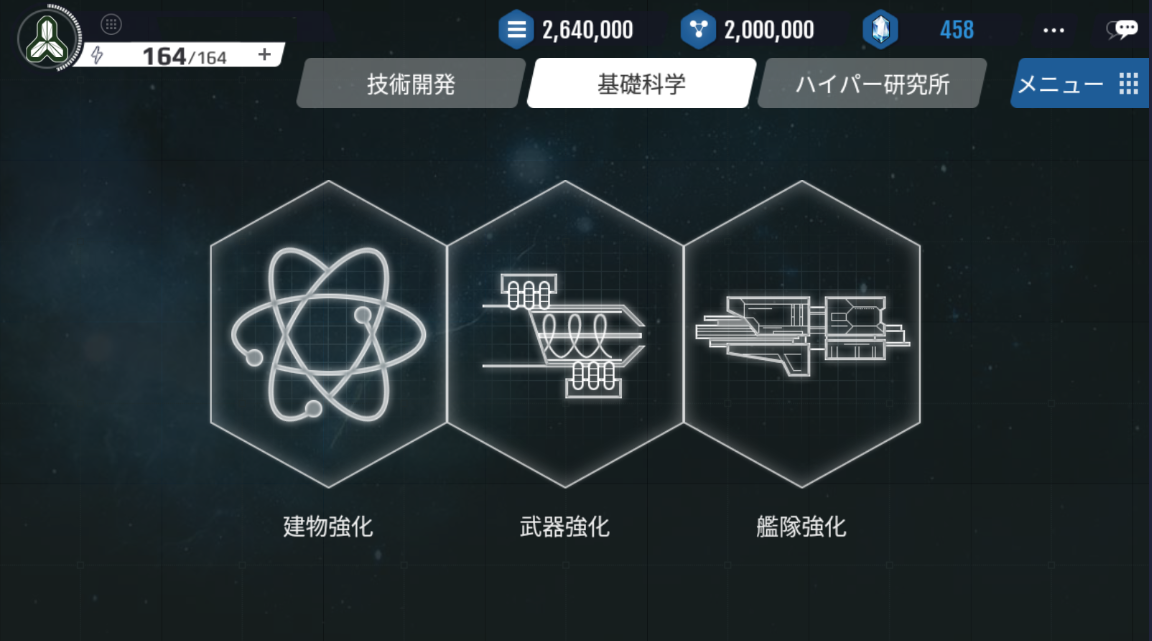 164/164 +
2,640,000
2,000,000
458
...
技術開発
基礎科学
ハイパー研究所
メニュー
建物強化
武器強化
艦隊強化